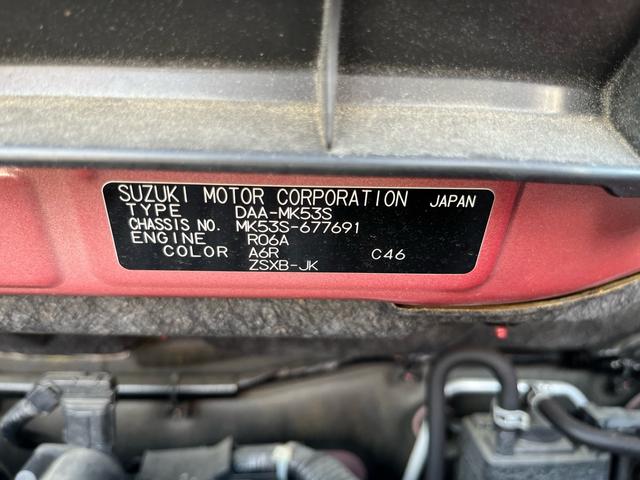 SUZUKI MOTOR CORPORATION JAPAN
TYPE DAA-MK53S
CHASSIS NO. MK53S-677691
ENGINE R06A
COLOR A6R C46
ZSXB-JK